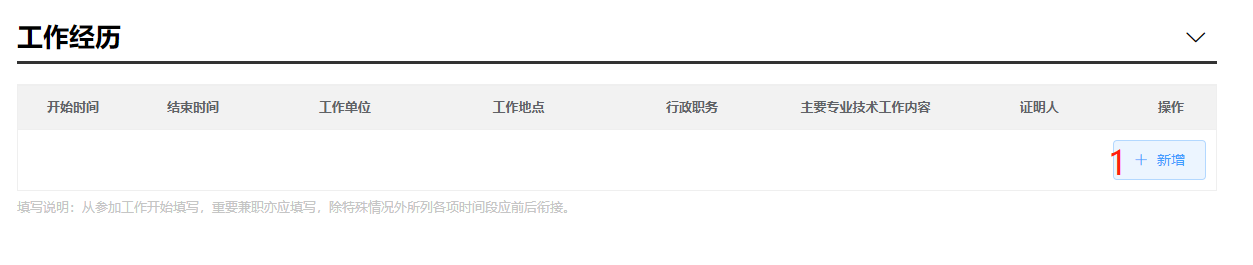 工作经历
开始时间 结束时间 工作单位 工作地点 行政职务 主要专业技术工作内容 证明人 操作
1 + 新增
填写说明：从参加工作开始填写，重要兼职亦应填写，除特殊情况外所列各项时间段应前后衔接。